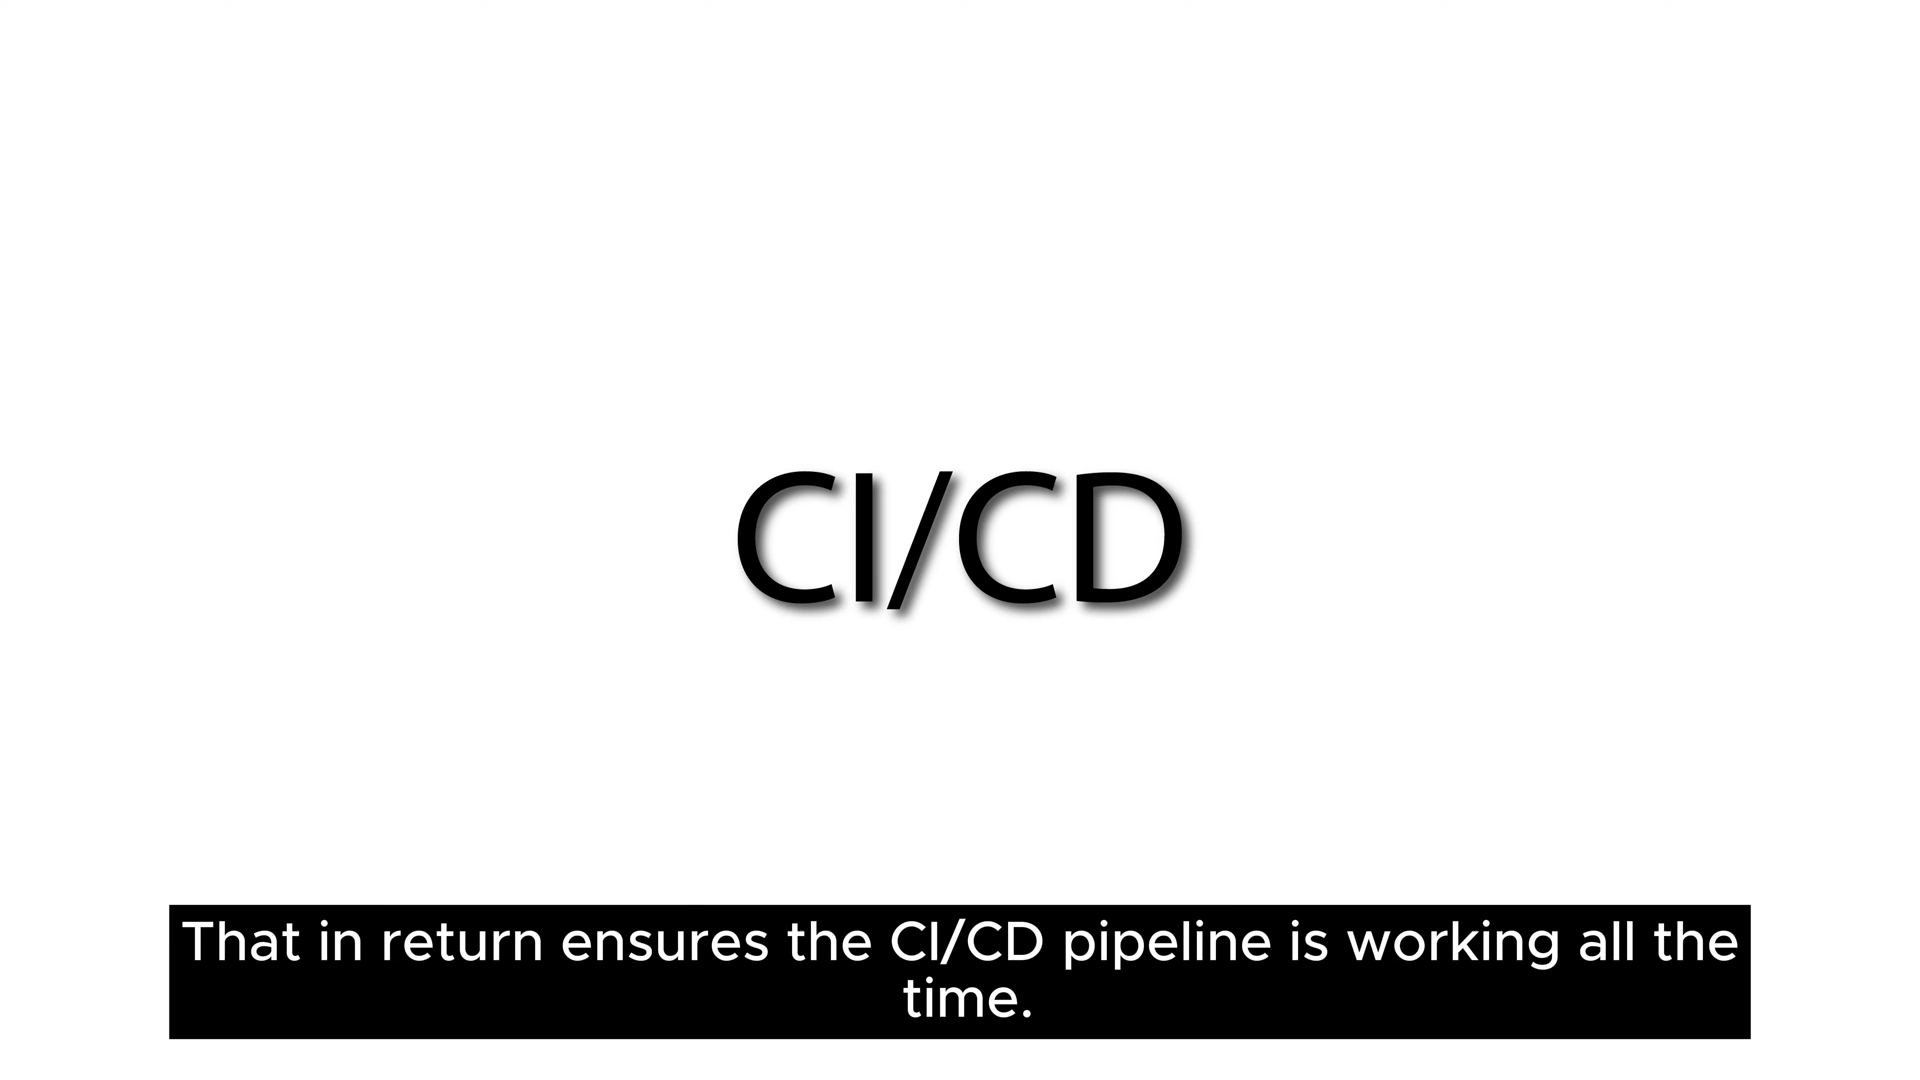 CI/CD
That in return ensures the CI/CD pipeline is working all the
time.